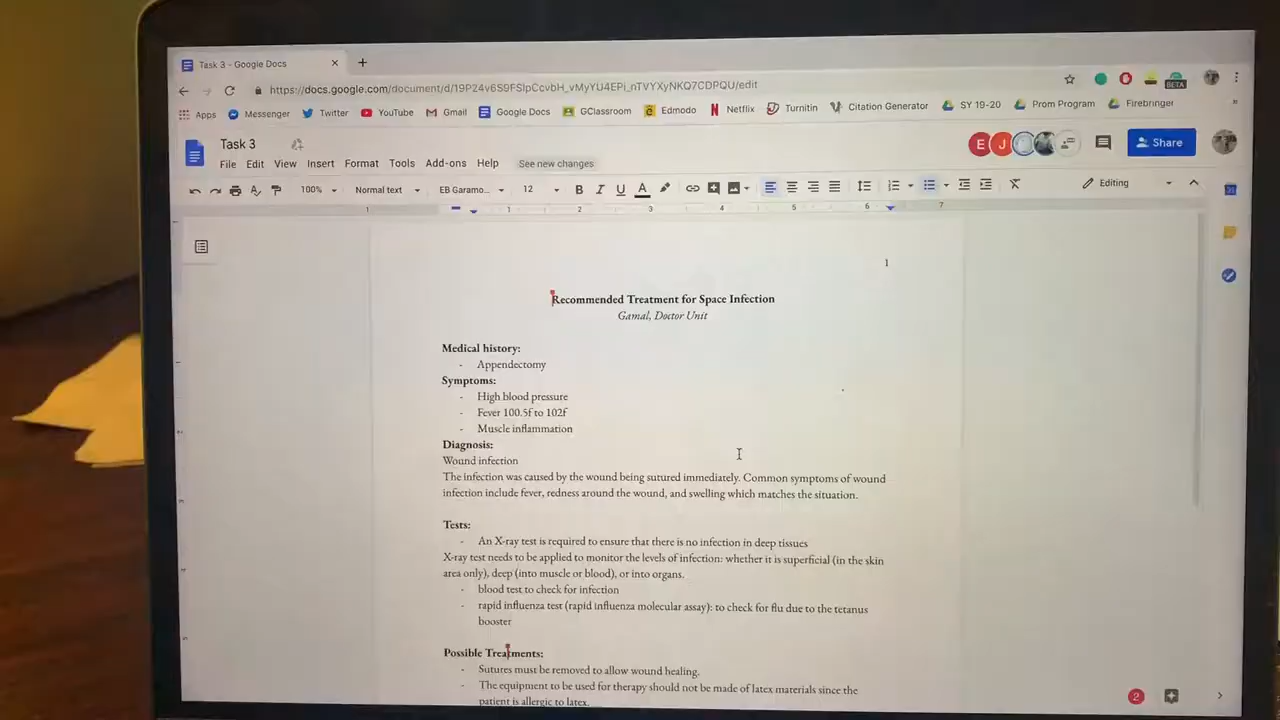 Task 3 - Google Docs
https://docs.google.com/document/d/19P24v6S9FSlpCcvbH_vMyYU4EPi_nTVYXyNKQ7CDPQU/edit
BETA
Apps Messenger Twitter YouTube Gmail Google Docs GClassroom Edmodo Netflix Turnitin Citation Generator SY 19-20 Prom Program Firebringer
Task 3
E J Share
File Edit View Insert Format Tools Add-ons Help See new changes
100% Normal text EB Garamo... 12 B I U A Editing
1 1 2 3 4 5 6 7
1
Recommended Treatment for Space Infection
Gamal, Doctor Unit
Medical history:
- Appendectomy
Symptoms:
- High blood pressure
- Fever 100.5f to 102f
- Muscle inflammation
Diagnosis:
Wound infection
The infection was caused by the wound being sutured immediately. Common symptoms of wound
infection include fever, redness around the wound, and swelling which matches the situation.
Tests:
- An X-ray test is required to ensure that there is no infection in deep tissues
X-ray test needs to be applied to monitor the levels of infection: whether it is superficial (in the skin
area only), deep (into muscle or blood), or into organs.
- blood test to check for infection
- rapid influenza test (rapid influenza molecular assay): to check for flu due to the tetanus
booster
Possible Treatments:
- Sutures must be removed to allow wound healing.
- The equipment to be used for therapy should not be made of latex materials since the
patient is allergic to latex.
2